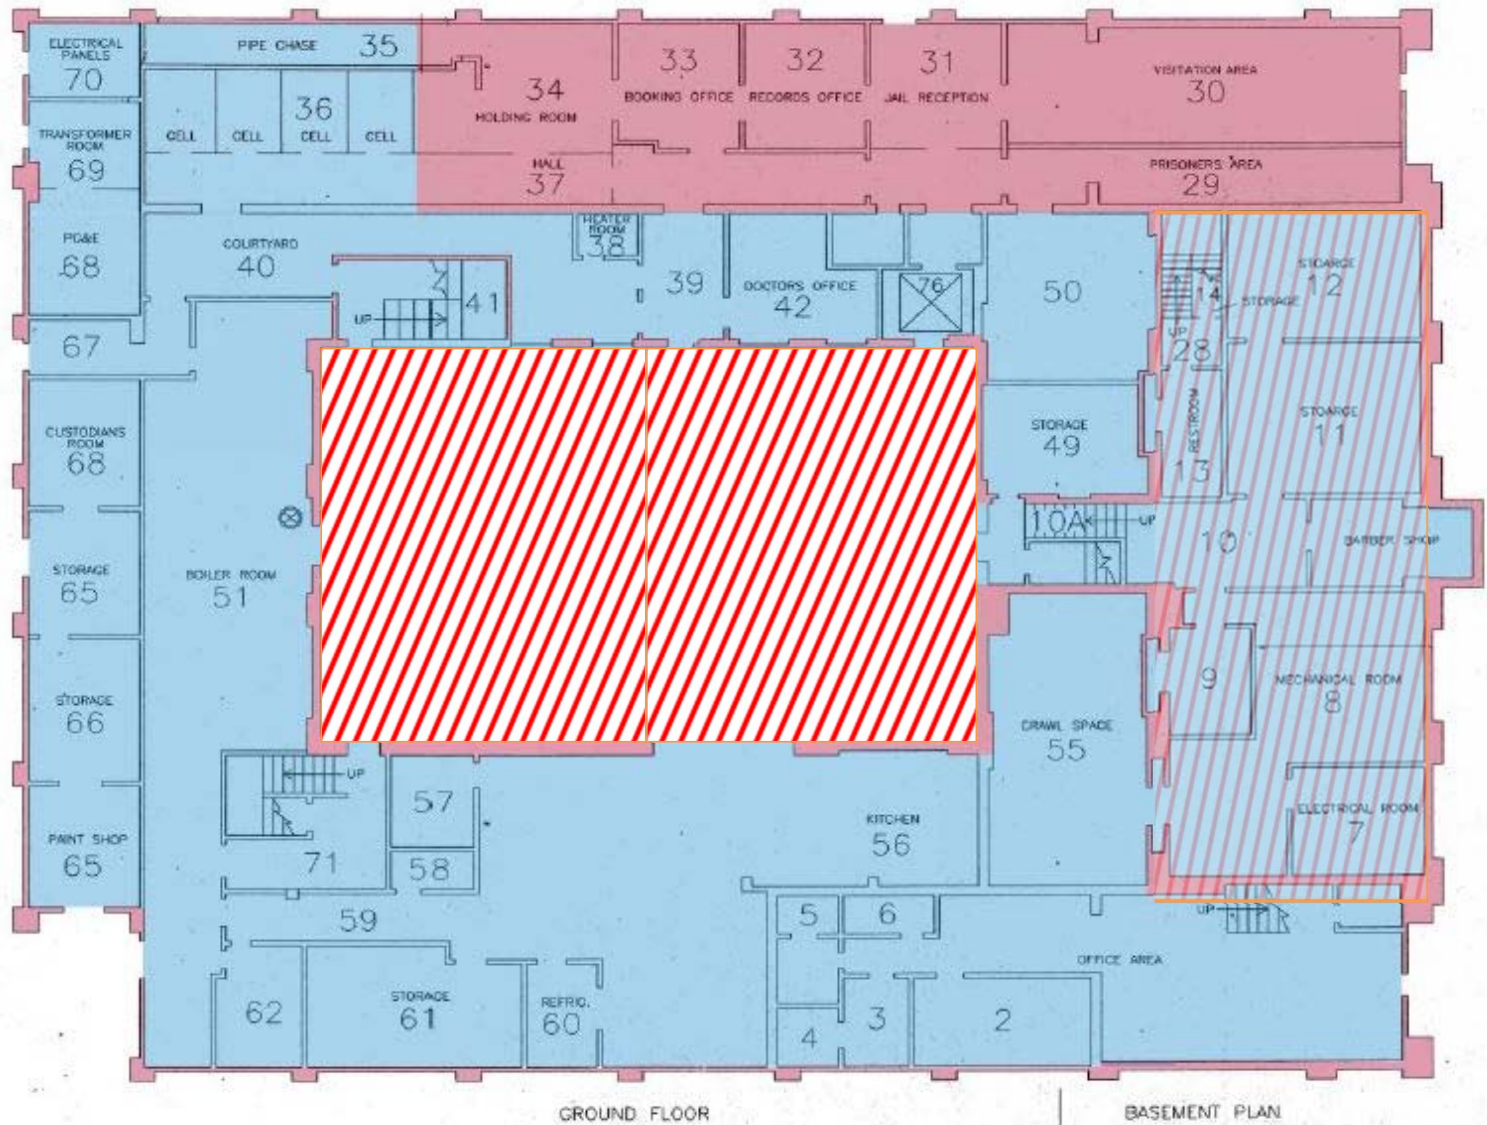 ELECTRICAL
PANELS
70
PIPE CHASE 35
34
HOLDING ROOM
33
BOOKING OFFICE
32
RECORDS OFFICE
31
JAIL RECEPTION
VISITATION AREA
30
TRANSFORMER
ROOM
69
36
CELL
CELL
CELL
CELL
HALL
37
PRISONERS AREA
29
PG&E
68
COURTYARD
40
HEATER
ROOM
38
39
DOCTORS OFFICE
42
76
50
14
STOARGE
12
STORAGE
UP
41
UP
28
67
CUSTODIANS
ROOM
68
STORAGE
49
RESTROOM
13
STOARGE
11
10A
UP
10
BARBER SHOP
STORAGE
65
BOILER ROOM
51
STORAGE
66
CRAWL SPACE
55
9
MECHANICAL ROOM
8
UP
57
KITCHEN
56
ELECTRICAL ROOM
7
PAINT SHOP
65
71
58
59
5
6
UP
OFFICE AREA
62
STORAGE
61
REFRIG.
60
4
3
2
GROUND FLOOR
BASEMENT PLAN